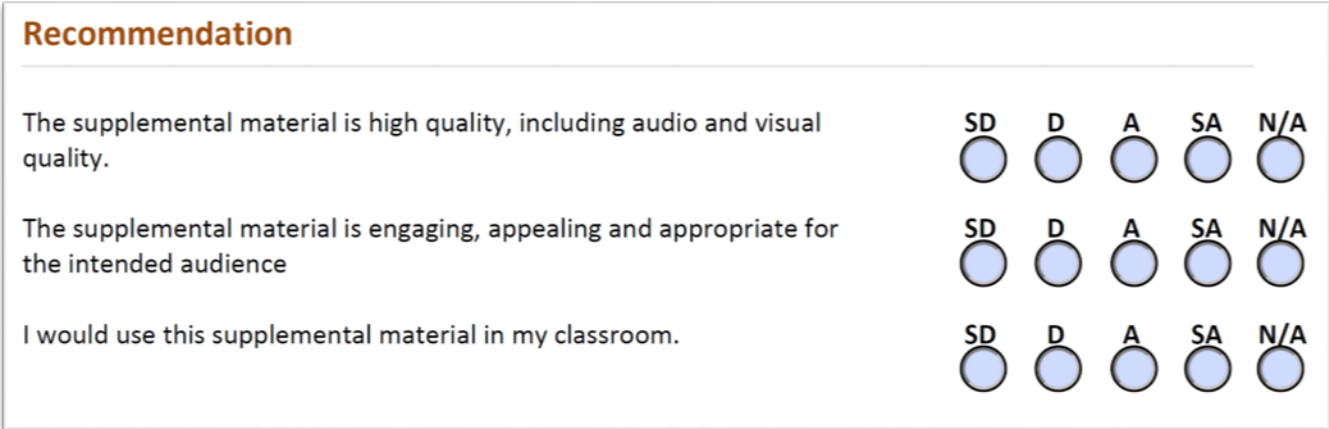 Recommendation
The supplemental material is high quality, including audio and visual
quality.
SD D A SA N/A
The supplemental material is engaging, appealing and appropriate for
the intended audience
SD D A SA N/A
I would use this supplemental material in my classroom.
SD D A SA N/A